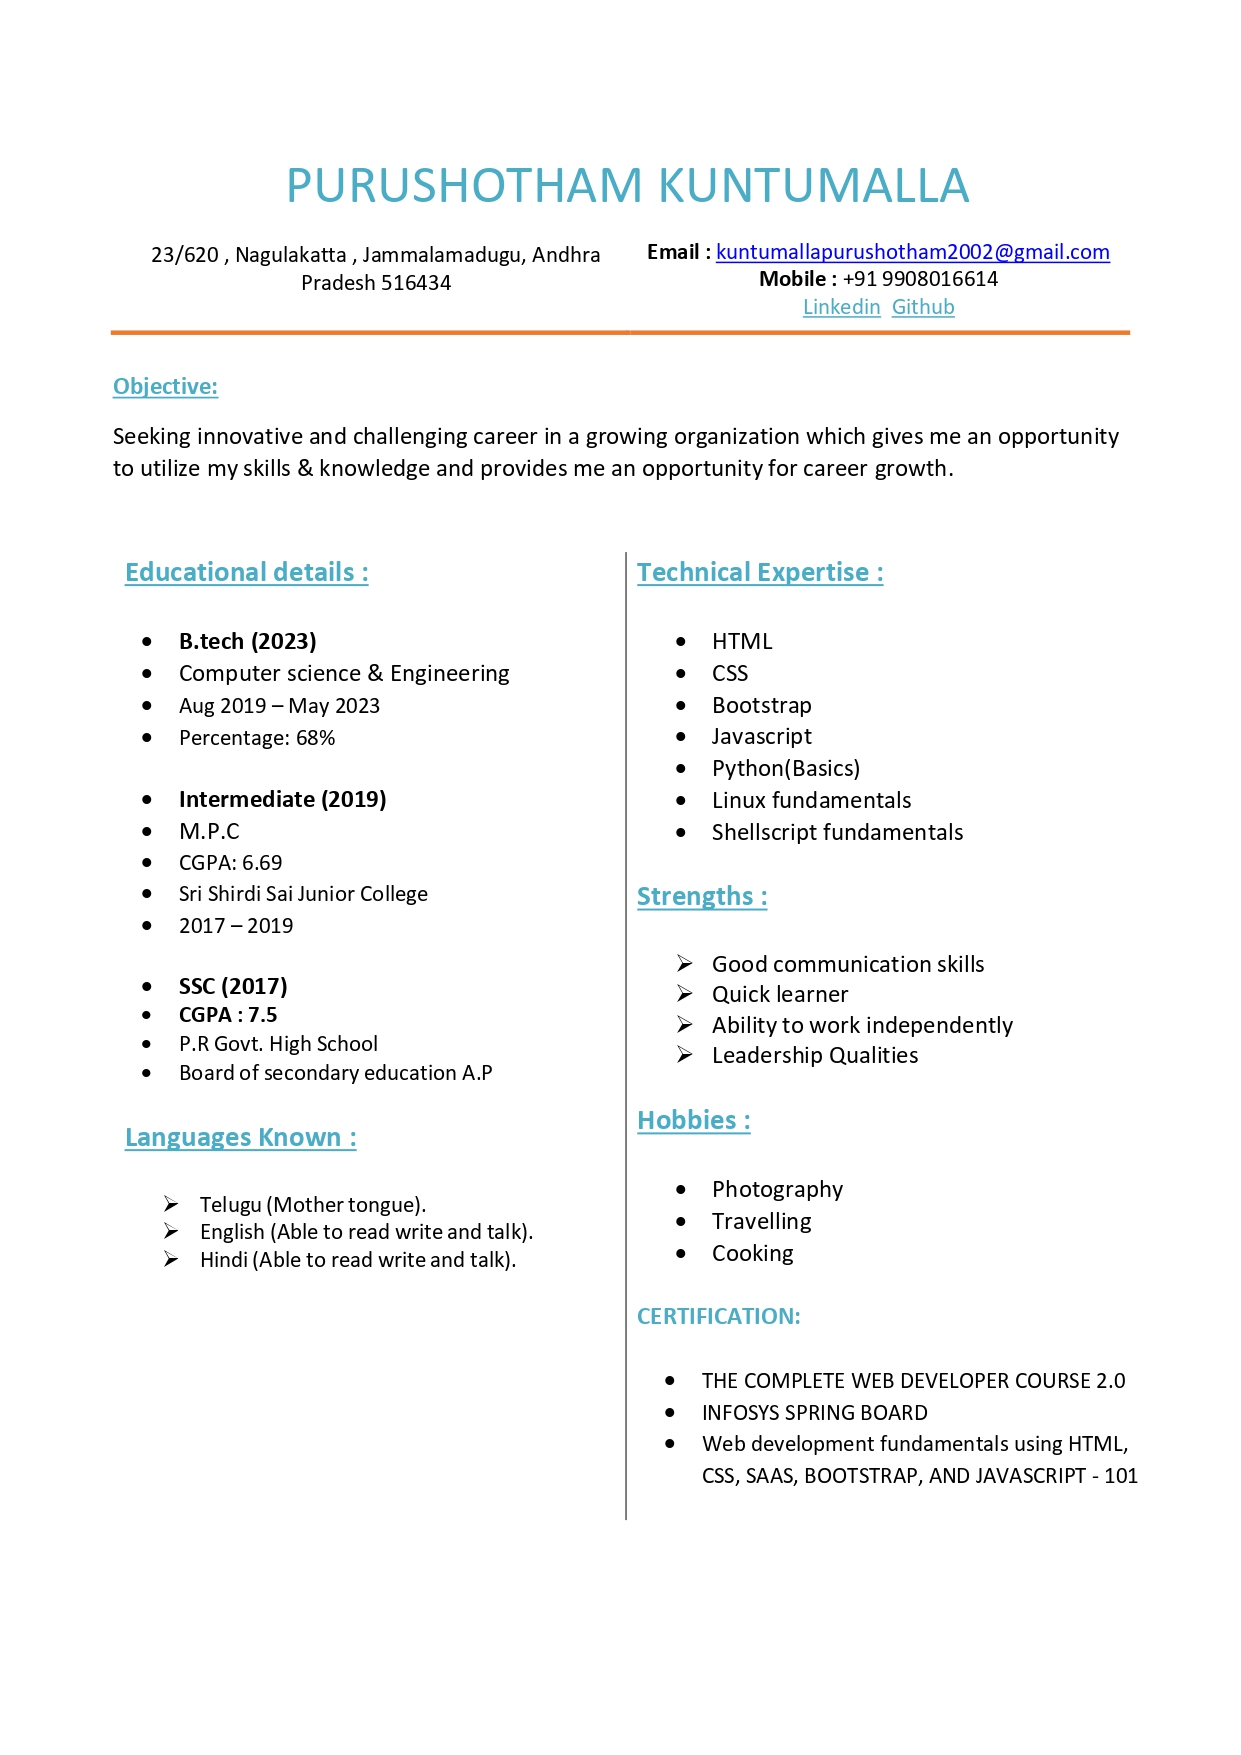 PURUSHOTHAM KUNTUMALLA
23/620 , Nagulakatta , Jammalamadugu, Andhra
Pradesh 516434
Email : kuntumallapurushotham2002@gmail.com
Mobile : +91 9908016614
Linkedin Github
Objective:
Seeking innovative and challenging career in a growing organization which gives me an opportunity
to utilize my skills & knowledge and provides me an opportunity for career growth.
Educational details :
B.tech (2023)
Computer science & Engineering
Aug 2019 – May 2023
Percentage: 68%
Intermediate (2019)
M.P.C
CGPA: 6.69
Sri Shirdi Sai Junior College
2017 – 2019
SSC (2017)
CGPA : 7.5
P.R Govt. High School
Board of secondary education A.P
Languages Known :
Telugu (Mother tongue).
English (Able to read write and talk).
Hindi (Able to read write and talk).
Technical Expertise :
HTML
CSS
Bootstrap
Javascript
Python(Basics)
Linux fundamentals
Shellscript fundamentals
Strengths :
Good communication skills
Quick learner
Ability to work independently
Leadership Qualities
Hobbies :
Photography
Travelling
Cooking
CERTIFICATION:
THE COMPLETE WEB DEVELOPER COURSE 2.0
INFOSYS SPRING BOARD
Web development fundamentals using HTML,
CSS, SAAS, BOOTSTRAP, AND JAVASCRIPT - 101